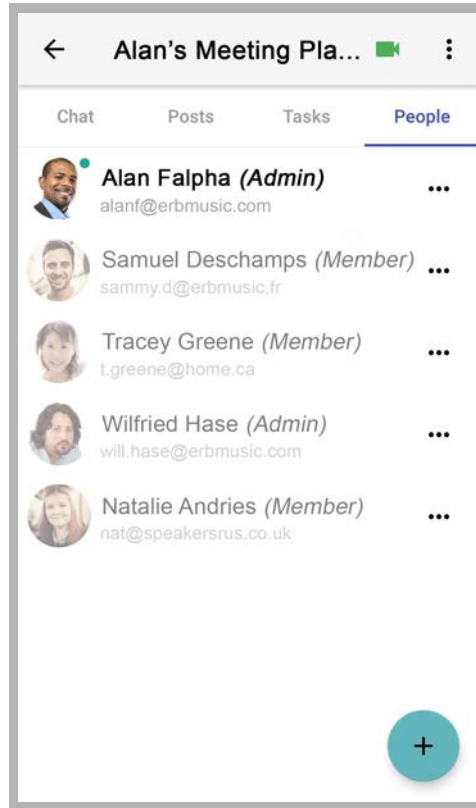 Alan's Meeting Pla...
Chat Posts Tasks People
Alan Falpha (Admin)
alanf@erbmusic.com
Samuel Deschamps (Member)
sammy.d@erbmusic.fr
Tracey Greene (Member)
t.greene@home.ca
Wilfried Hase (Admin)
will.hase@erbmusic.com
Natalie Andries (Member)
nat@speakersrus.co.uk